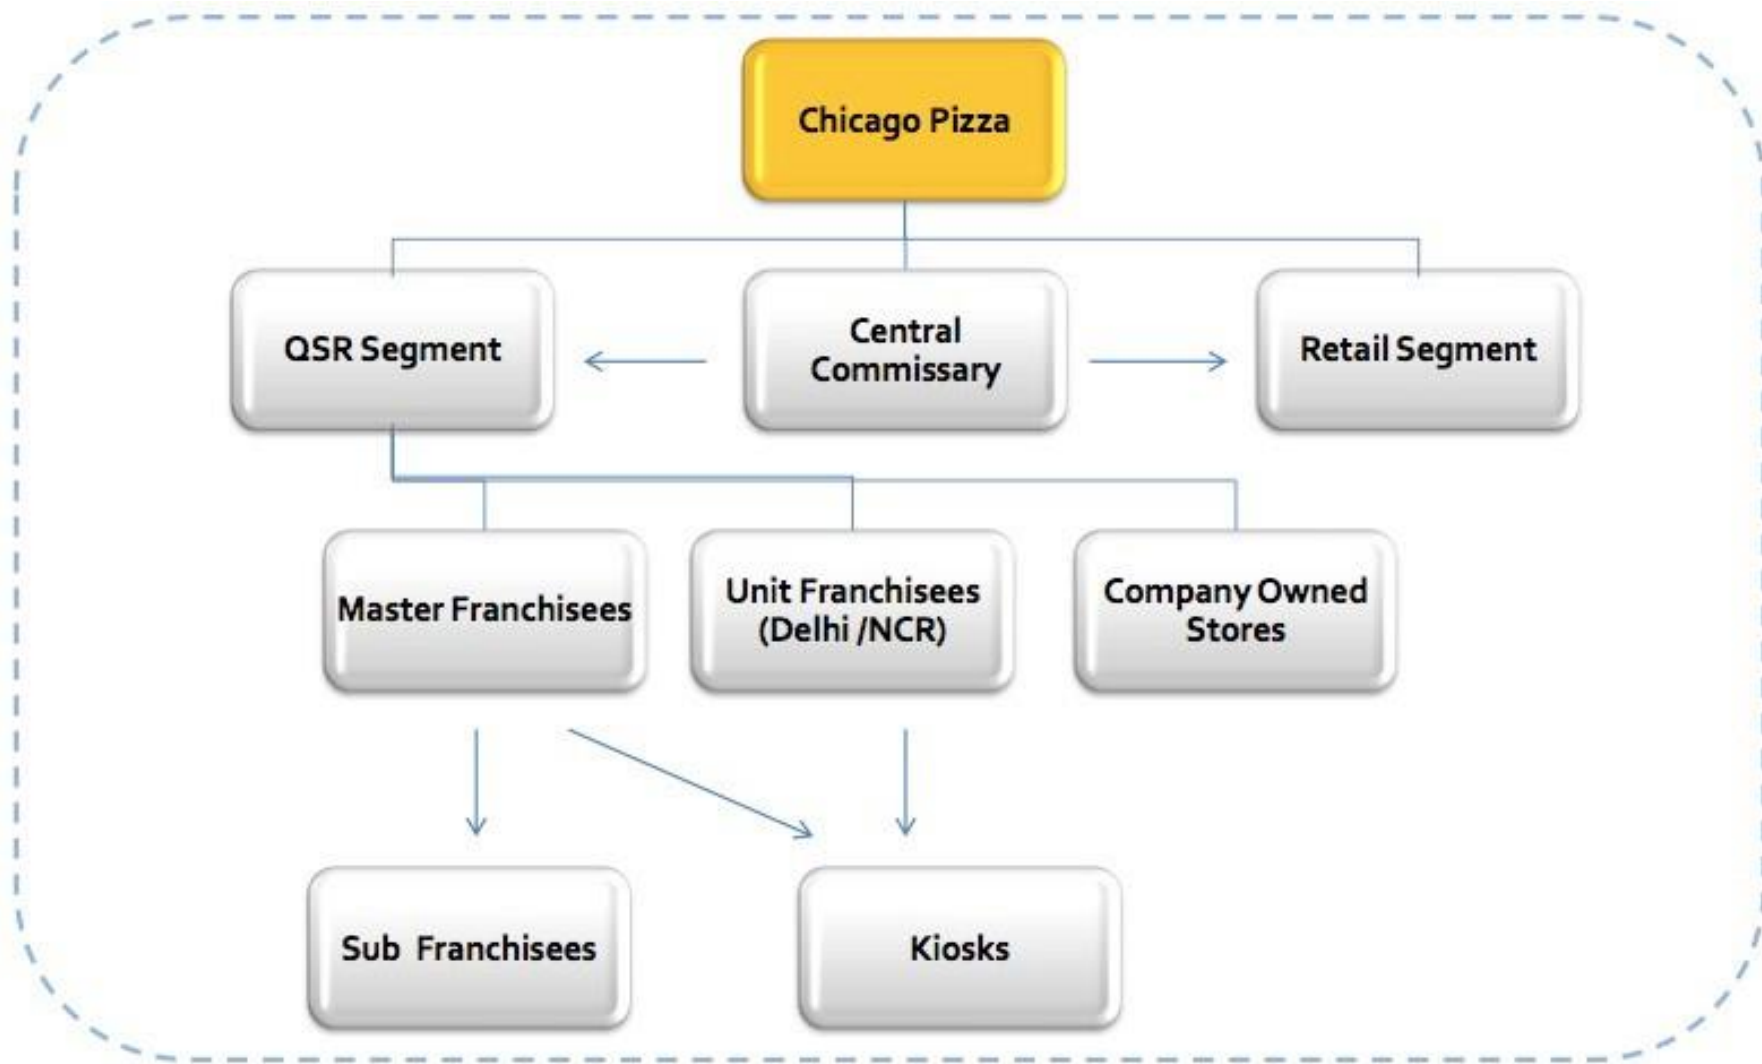 Chicago Pizza
QSR Segment
Central
Commissary
Retail Segment
Master Franchisees
Unit Franchisees
(Delhi /NCR)
Company Owned
Stores
Sub  Franchisees
Kiosks